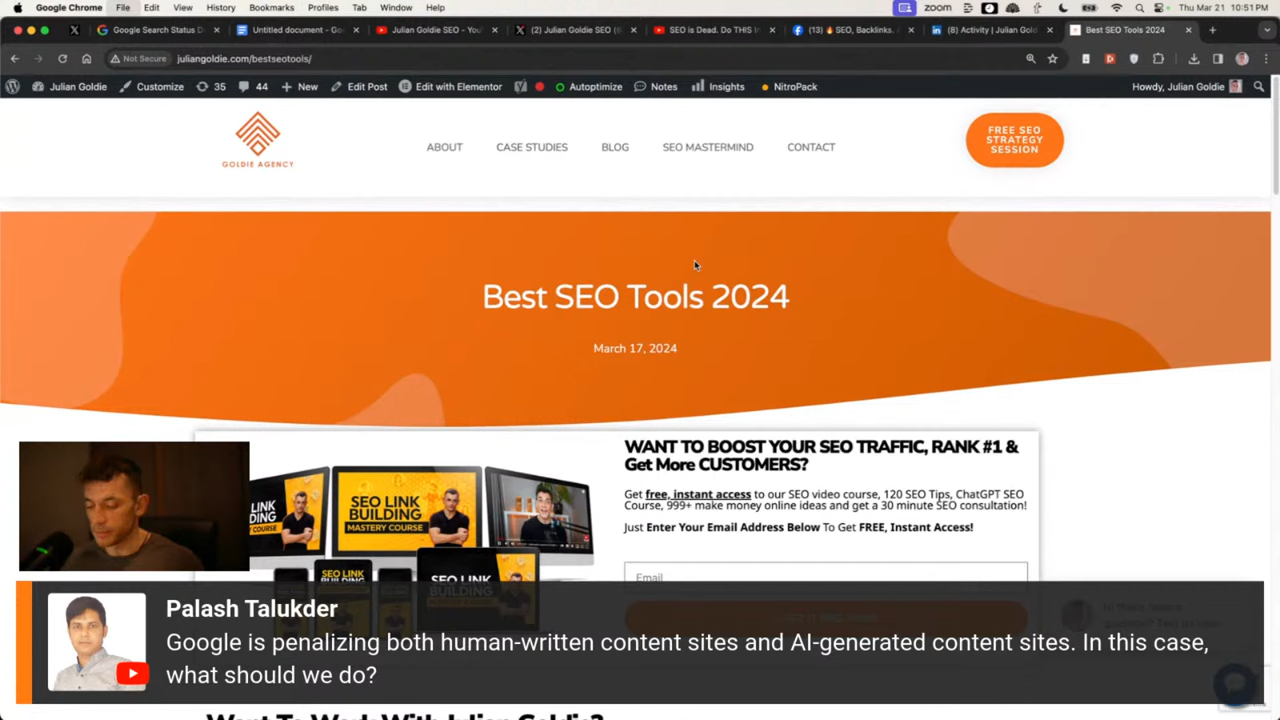 Google Chrome File Edit View History Bookmarks Profiles Tab Window Help zoom Thu Mar 21 10:51 PM
Google Search Status D
Untitled document - Go
Julian Goldie SEO - You
(2) Julian Goldie SEO (
SEO is Dead. Do THIS
(13) 🔥 SEO, Backlinks,
(8) Activity | Julian Gold
Best SEO Tools 2024
Not Secure juliangoldie.com/bestseotools/
Julian Goldie Customize 35 44 New Edit Post Edit with Elementor Autoptimize Notes Insights NitroPack Howdy, Julian Goldie
GOLDIE AGENCY
ABOUT CASE STUDIES BLOG SEO MASTERMIND CONTACT
FREE SEO
STRATEGY
SESSION
Best SEO Tools 2024
March 17, 2024
SEO LINK
BUILDING
MASTERY COURSE
WANT TO BOOST YOUR SEO TRAFFIC, RANK #1 &
Get More CUSTOMERS?
Get free, instant access to our SEO video course, 120 SEO Tips, ChatGPT SEO
Course, 999+ make money online ideas and get a 30 minute SEO consultation!
Just Enter Your Email Address Below To Get FREE, Instant Access!
Email
Palash Talukder
Google is penalizing both human-written content sites and AI-generated content sites. In this case,
what should we do?
Want To Work With Julian Goldie?